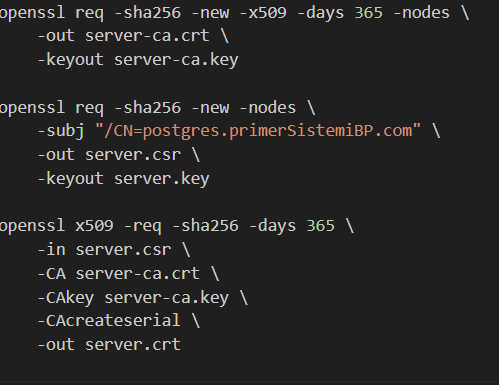 openssl req -sha256 -new -x509 -days 365 -nodes \
    -out server-ca.crt \
    -keyout server-ca.key

openssl req -sha256 -new -nodes \
    -subj "/CN=postgres.primerSistemiBP.com" \
    -out server.csr \
    -keyout server.key

openssl x509 -req -sha256 -days 365 \
    -in server.csr \
    -CA server-ca.crt \
    -CAkey server-ca.key \
    -CAcreateserial \
    -out server.crt